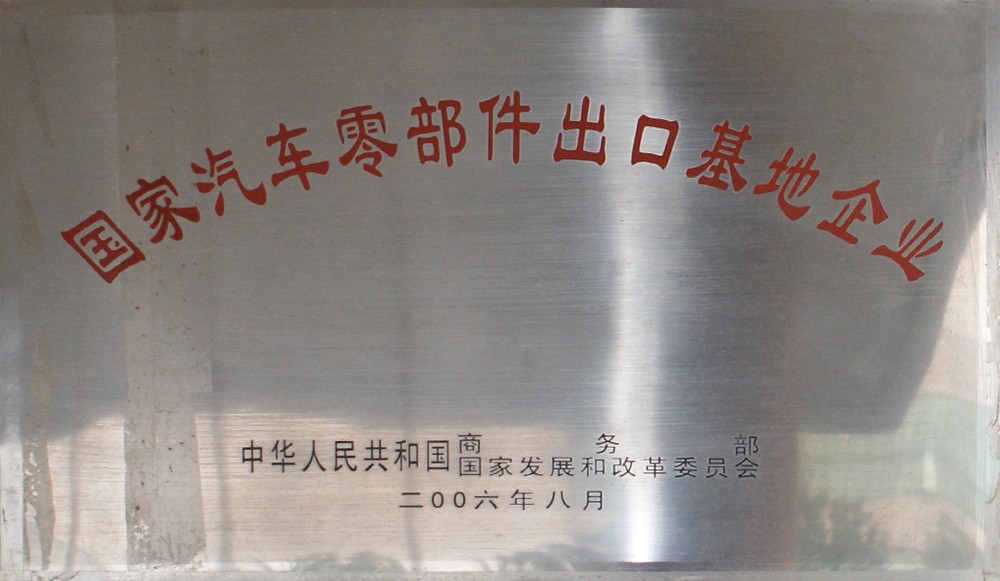 国家汽车零部件出口基地企业
中华人民共和国商务部
国家发展和改革委员会
二00六年八月